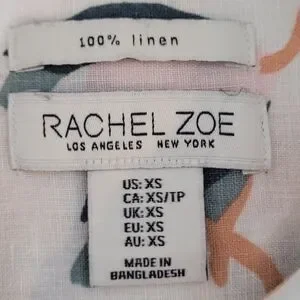 100% linen
RACHEL ZOE
LOS ANGELES NEW YORK
US: XS
CA: XS/TP
UK: XS
EU: XS
AU: XS
MADE IN
BANGLADESH